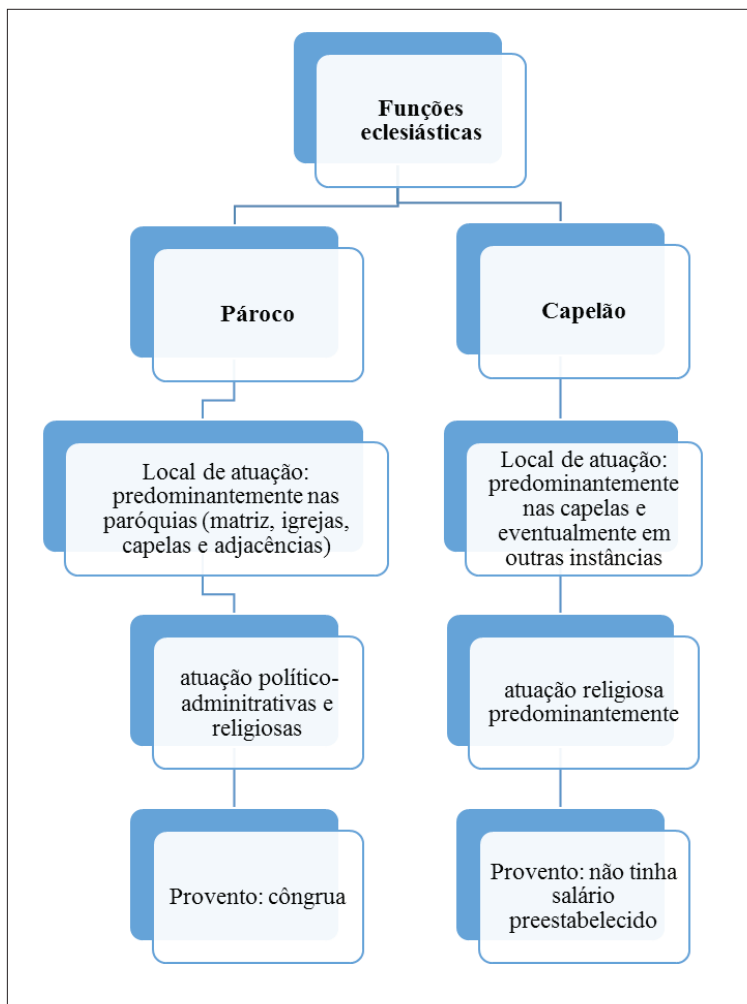 Funções
eclesiásticas
Pároco
Capelão
Local de atuação:
predominantemente nas
paróquias (matriz, igrejas,
capelas e adjacências)
Local de atuação:
predominantemente
nas capelas e
eventualmente em
outras instâncias
atuação político-
adminitrativas e
religiosas
atuação religiosa
predominantemente
Provento: côngrua
Provento: não tinha
salário
preestabelecido